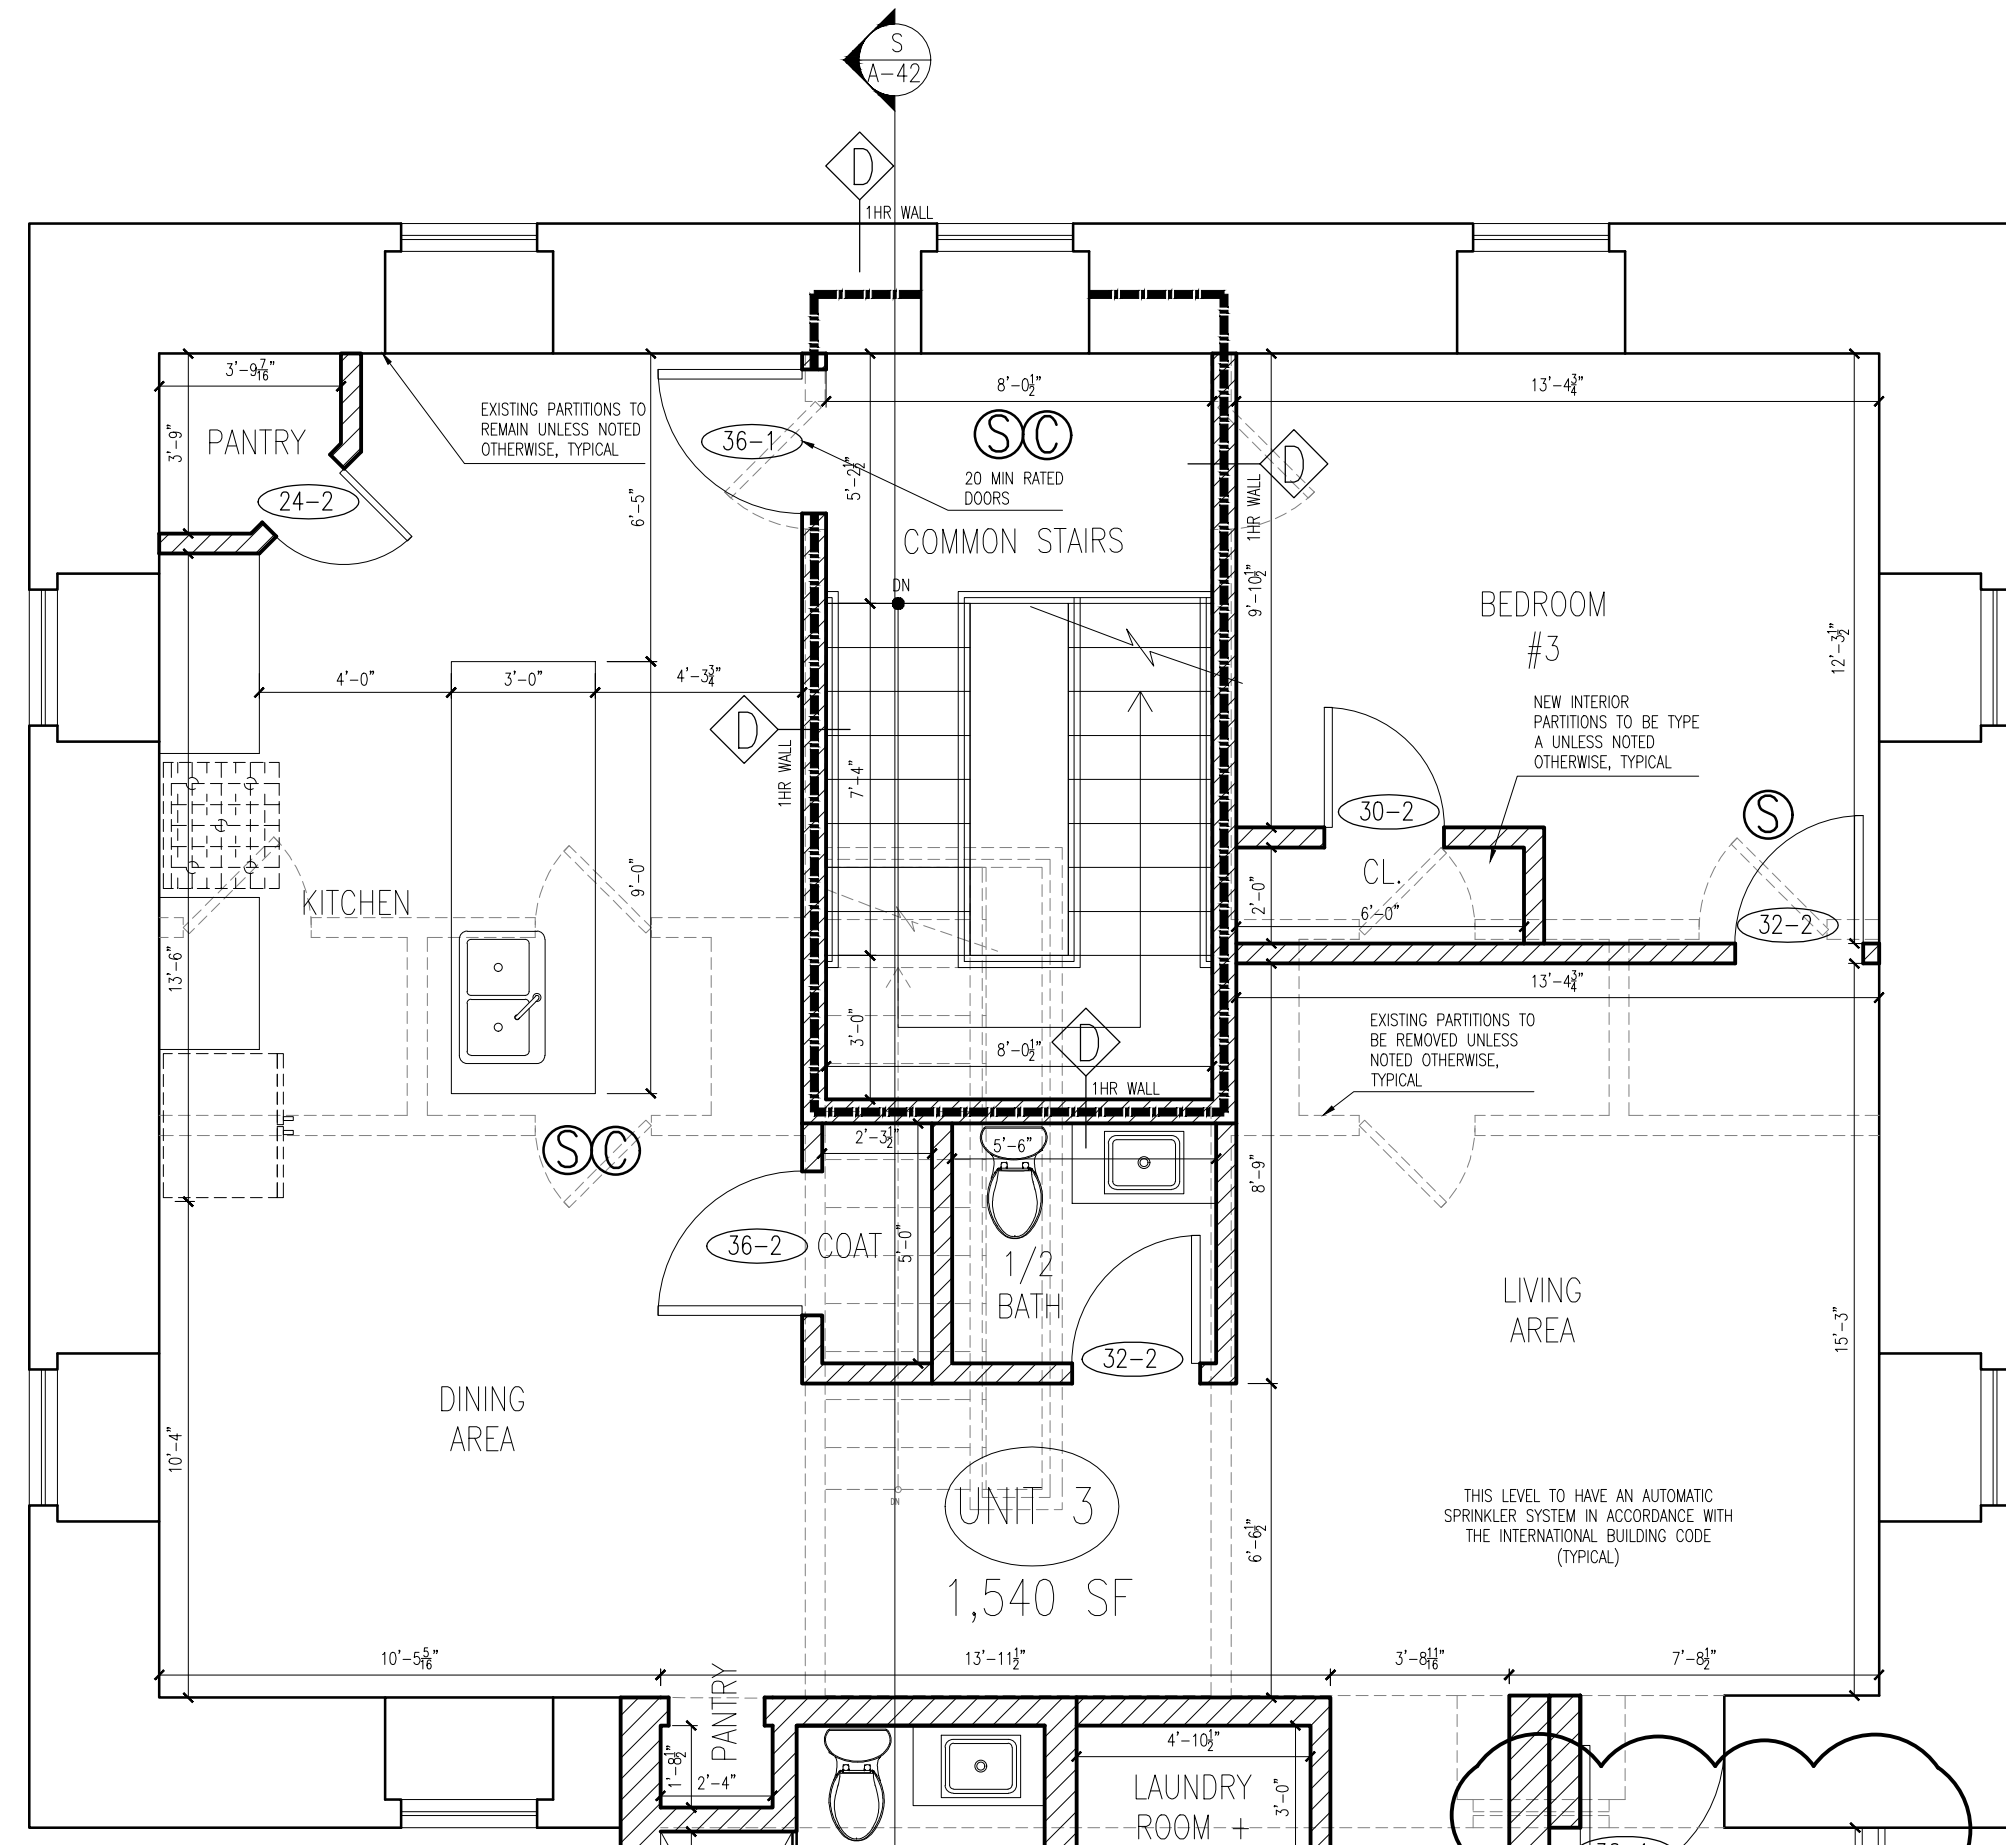 S
A-42
D
1HR WALL
3'-9 7/16"
8'-0 1/2"
13'-4 3/4"
EXISTING PARTITIONS TO
REMAIN UNLESS NOTED
OTHERWISE, TYPICAL
PANTRY
3'-9"
36-1
S C
20 MIN RATED
DOORS
5'-2 1/2"
D
1HR WALL
24-2
6'-5"
COMMON STAIRS
DN
9'-10 1/2"
BEDROOM
#3
12'-3 1/2"
4'-0"
3'-0"
4'-3 3/4"
D
1HR WALL
7'-4"
NEW INTERIOR
PARTITIONS TO BE TYPE
A UNLESS NOTED
OTHERWISE, TYPICAL
30-2
S
KITCHEN
9'-0"
CL.
2'-0"
6'-0"
32-2
13'-6"
13'-4 3/4"
3'-0"
8'-0 1/2"
D
1HR WALL
EXISTING PARTITIONS TO
BE REMOVED UNLESS
NOTED OTHERWISE,
TYPICAL
S C
2'-3 1/2"
5'-6"
8'-9"
36-2
COAT
5'-0"
1/2
BATH
32-2
LIVING
AREA
15'-3"
DINING
AREA
10'-4"
UNIT 3
1,540 SF
6'-6 1/2"
THIS LEVEL TO HAVE AN AUTOMATIC
SPRINKLER SYSTEM IN ACCORDANCE WITH
THE INTERNATIONAL BUILDING CODE
(TYPICAL)
DN
10'-5 5/16"
13'-11 1/2"
3'-8 11/16"
7'-8 1/2"
PANTRY
1'-8 1/2"
2'-4"
4'-10 1/2"
LAUNDRY
ROOM +
3'-0"